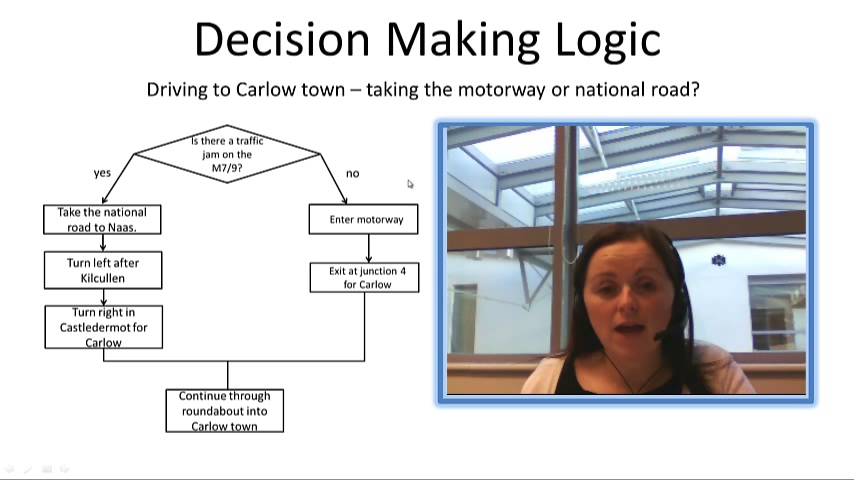 Decision Making Logic
Driving to Carlow town – taking the motorway or national road?
Is there a traffic
jam on the
M7/9?
yes
no
Take the national
road to Naas.
Enter motorway
Turn left after
Kilcullen
Exit at junction 4
for Carlow
Turn right in
Castledermot for
Carlow
Continue through
roundabout into
Carlow town